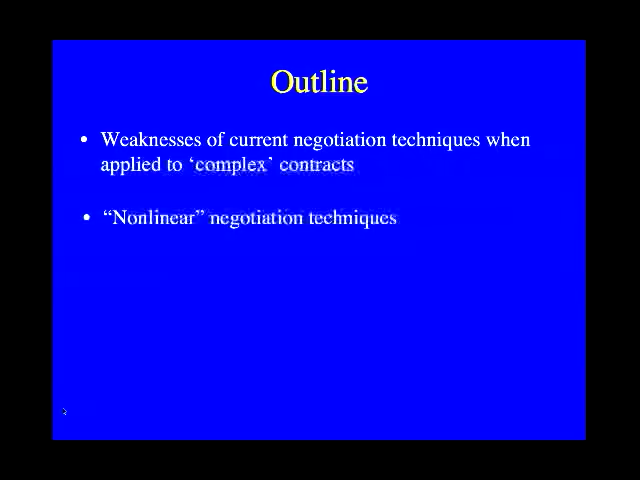 Outline
• Weaknesses of current negotiation techniques when
applied to ‘complex’ contracts
• “Nonlinear” negotiation techniques